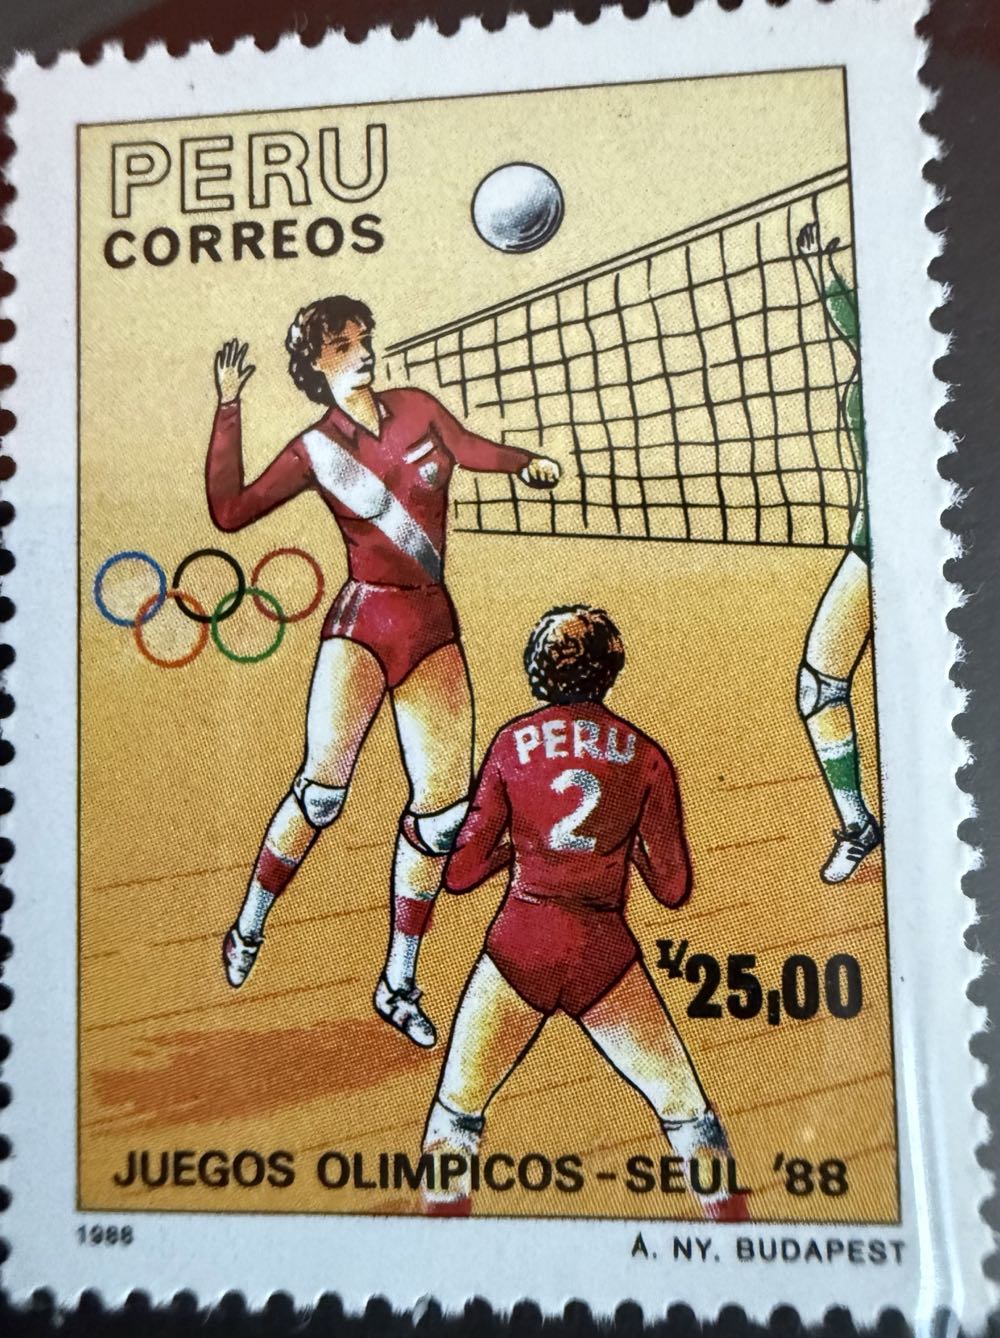 PERU
CORREOS
PERU
2
I/25,00
JUEGOS OLIMPICOS - SEUL '88
1988
A. NY. BUDAPEST